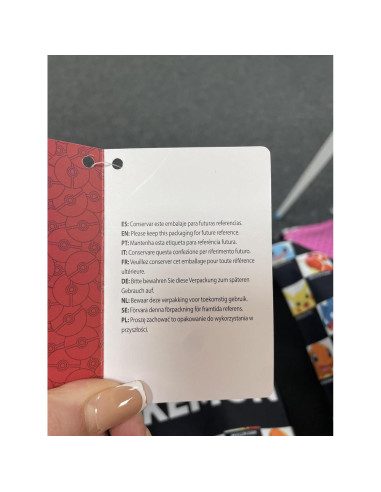 ES: Conservar este embalaje para futuras referencias.
EN: Please keep this packaging for future reference.
PT: Mantenha esta etiqueta para referência futura.
IT: Conservare questa confezione per riferimento futuro.
FR: Veuillez conserver cet emballage pour toute référence
ultérieure.
DE: Bitte bewahren Sie diese Verpackung zum späteren
Gebrauch auf.
NL: Bewaar deze verpakking voor toekomstig gebruik.
SE: Förvara denna förpackning för framtida referens.
PL: Proszę zachować to opakowanie do wykorzystania w
przyszłości.